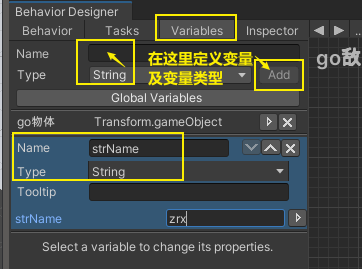 Behavior Designer
Behavior Tasks Variables Inspector
Name
在这里定义变量
Type String 及变量类型 Add
Global Variables
go物体 Transform.gameObject
Name strName
Type String
Tooltip
strName zrx
Select a variable to change its properties.
go敌